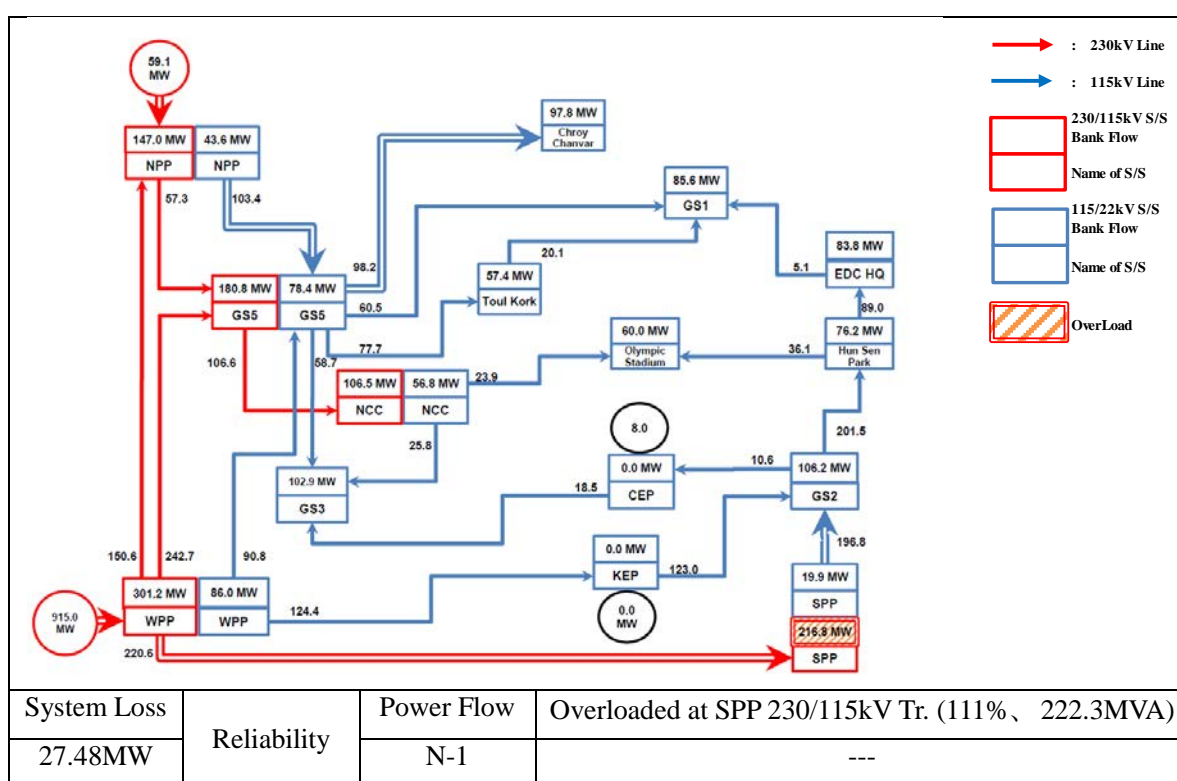 59.1
MW
147.0 MW
43.6 MW
NPP
NPP
57.3
103.4
97.8 MW
Chroy
Chanvar
85.6 MW
GS1
20.1
57.4 MW
Toul Kork
83.8 MW
EDC HQ
5.1
89.0
98.2
180.8 MW
78.4 MW
GS5
GS5
60.5
77.7
106.6
58.7
60.0 MW
Olympic
Stadium
36.1
76.2 MW
Hun Sen
Park
106.5 MW
56.8 MW
23.9
NCC
NCC
25.8
8.0
201.5
102.9 MW
GS3
18.5
0.0 MW
CEP
10.6
106.2 MW
GS2
196.8
150.6
242.7
90.8
0.0 MW
KEP
123.0
0.0
MW
19.9 MW
SPP
216.8 MW
SPP
915.0
MW
301.2 MW
86.0 MW
WPP
WPP
124.4
220.6
: 230kV Line
: 115kV Line
230/115kV S/S
Bank Flow
Name of S/S
115/22kV S/S
Bank Flow
Name of S/S
OverLoad
System Loss
Reliability
Power Flow
Overloaded at SPP 230/115kV Tr. (111%、 222.3MVA)
27.48MW
N-1
---